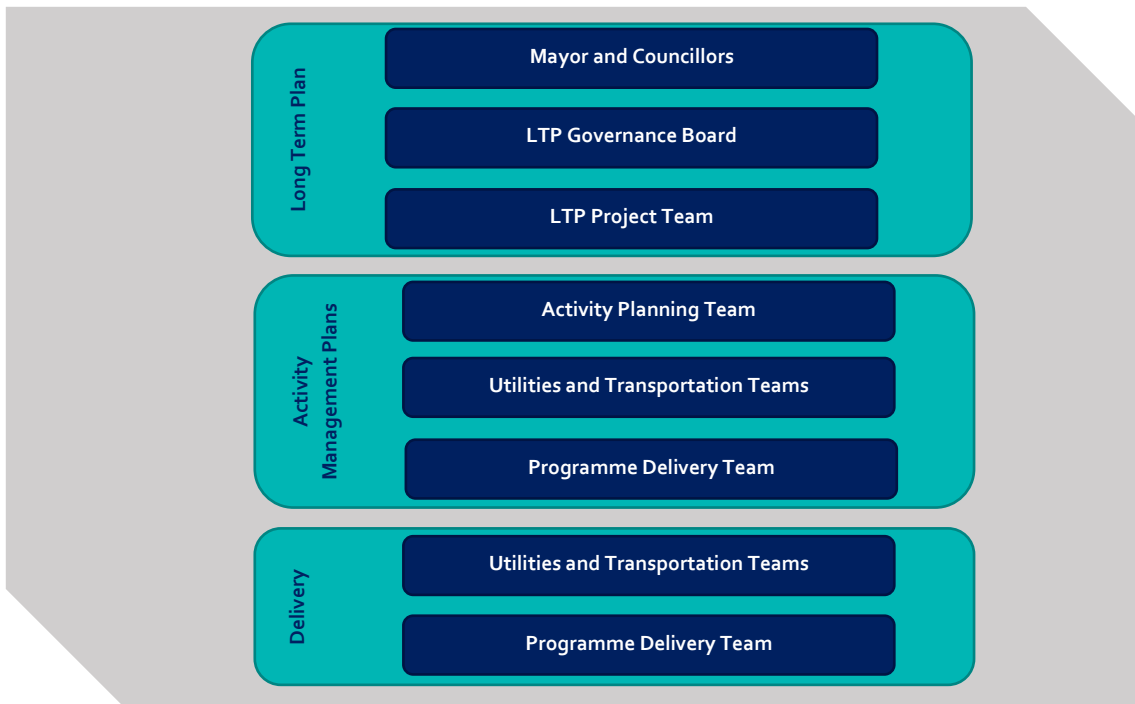 Long Term Plan
Mayor and Councillors
LTP Governance Board
LTP Project Team
Activity
Management Plans
Activity Planning Team
Utilities and Transportation Teams
Programme Delivery Team
Delivery
Utilities and Transportation Teams
Programme Delivery Team